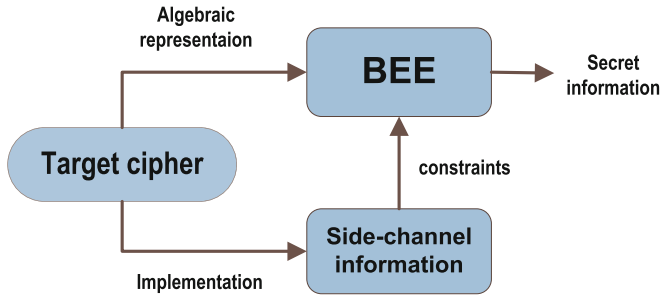 Algebraic
representaion
BEE
Secret
information
Target cipher
constraints
Side-channel
information
Implementation